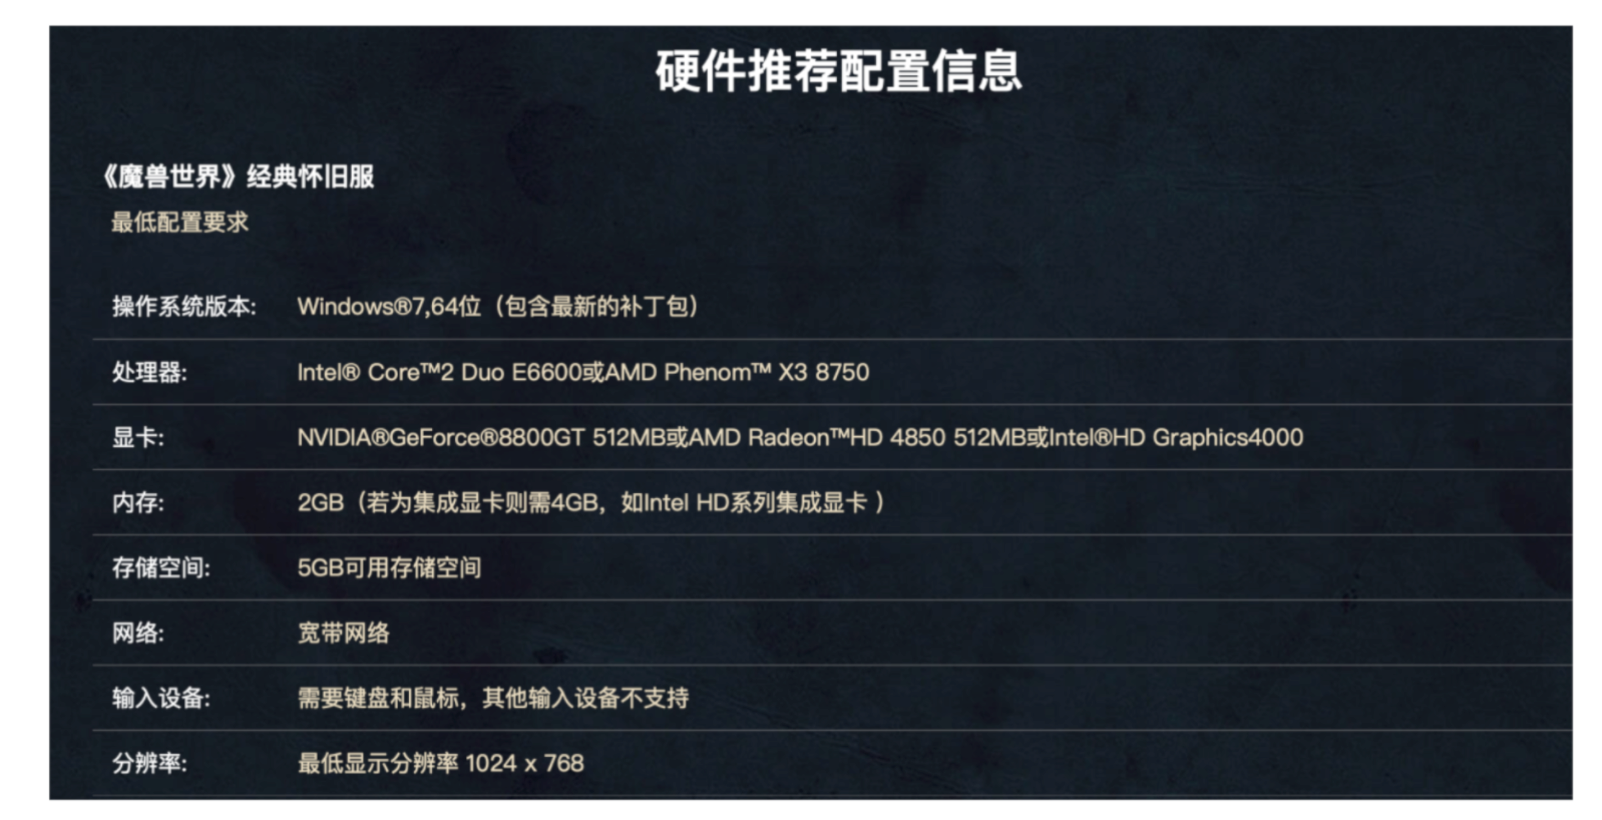 硬件推荐配置信息
《魔兽世界》经典怀旧服
最低配置要求
操作系统版本: Windows®7,64位（包含最新的补丁包）
处理器: Intel® Core™2 Duo E6600或AMD Phenom™ X3 8750
显卡: NVIDIA®GeForce®8800GT 512MB或AMD Radeon™HD 4850 512MB或Intel®HD Graphics4000
内存: 2GB（若为集成显卡则需4GB，如Intel HD系列集成显卡 ）
存储空间: 5GB可用存储空间
网络: 宽带网络
输入设备: 需要键盘和鼠标，其他输入设备不支持
分辨率: 最低显示分辨率 1024 x 768